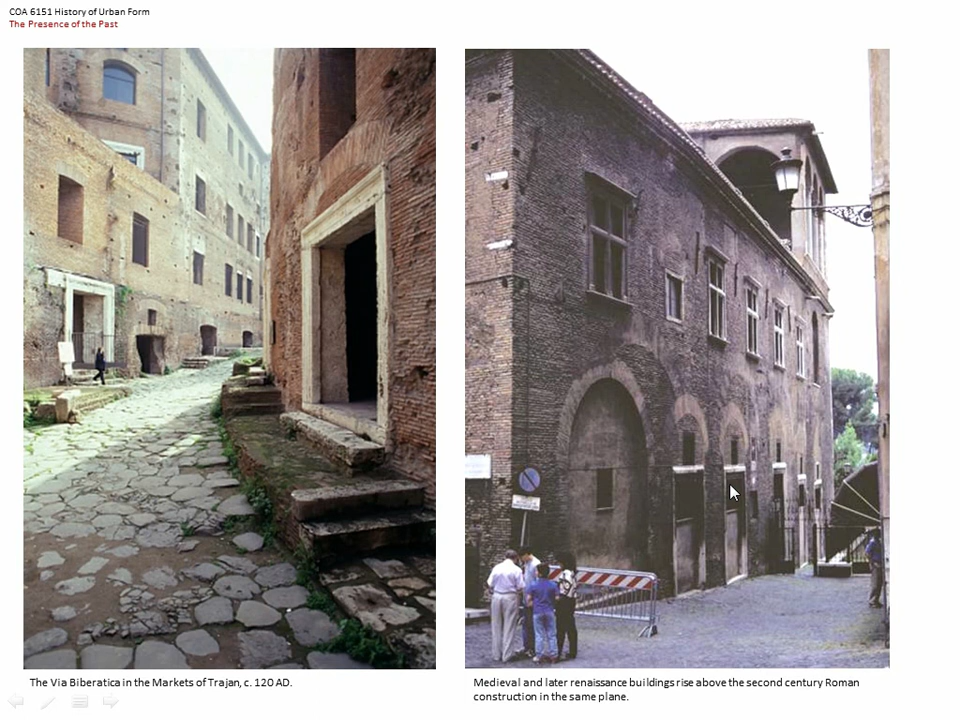 COA 6151 History of Urban Form
The Presence of the Past
The Via Biberatica in the Markets of Trajan, c. 120 AD.
Medieval and later renaissance buildings rise above the second century Roman
construction in the same plane.